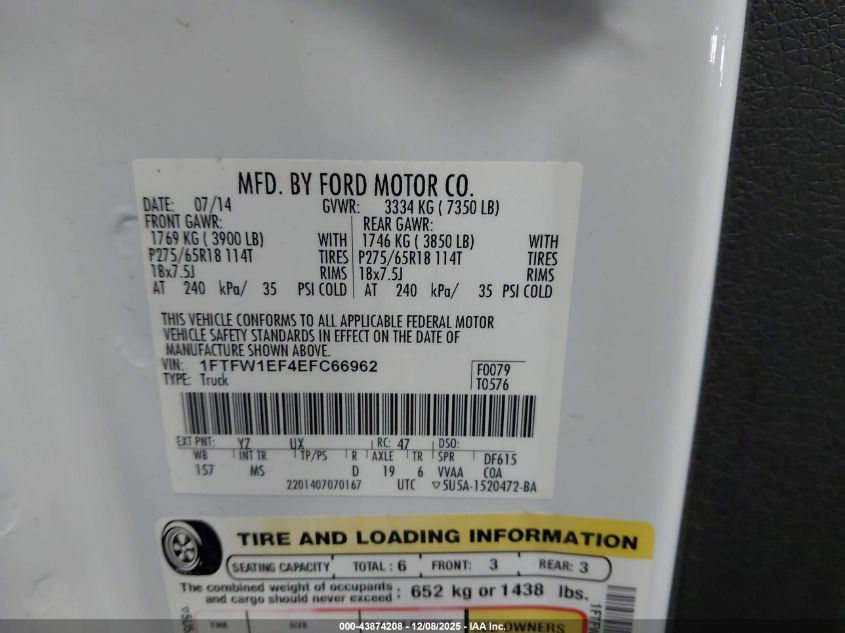 MFD. BY FORD MOTOR CO.
DATE: 07/14 GVWR: 3334 KG ( 7350 LB)
FRONT GAWR: REAR GAWR:
1769 KG ( 3900 LB) WITH 1746 KG ( 3850 LB) WITH
P275/65R18 114T TIRES P275/65R18 114T TIRES
18x7.5J RIMS 18x7.5J RIMS
AT 240 kPa/ 35 PSI COLD AT 240 kPa/ 35 PSI COLD
THIS VEHICLE CONFORMS TO ALL APPLICABLE FEDERAL MOTOR
VEHICLE SAFETY STANDARDS IN EFFECT ON THE DATE OF
MANUFACTURE SHOWN ABOVE.
VIN: 1FTFW1EF4EFC66962 F0079
TYPE: Truck T0576
EXT PNT: YZ UX RC: 47 DSO:
WB INT TR TP/PS R AXLE TR SPR DF615
157 MS D 19 6 VVAA COA
2201407070167 UTC ▽5U5A-1520472-BA
TIRE AND LOADING INFORMATION
SEATING CAPACITY TOTAL : 6 FRONT: 3 REAR: 3
The combined weight of occupants and cargo should never exceed : 652 kg or 1438 lbs.
TIRE SIZE OWNERS
000-43874208 - 12/08/2025 - IAA Inc.